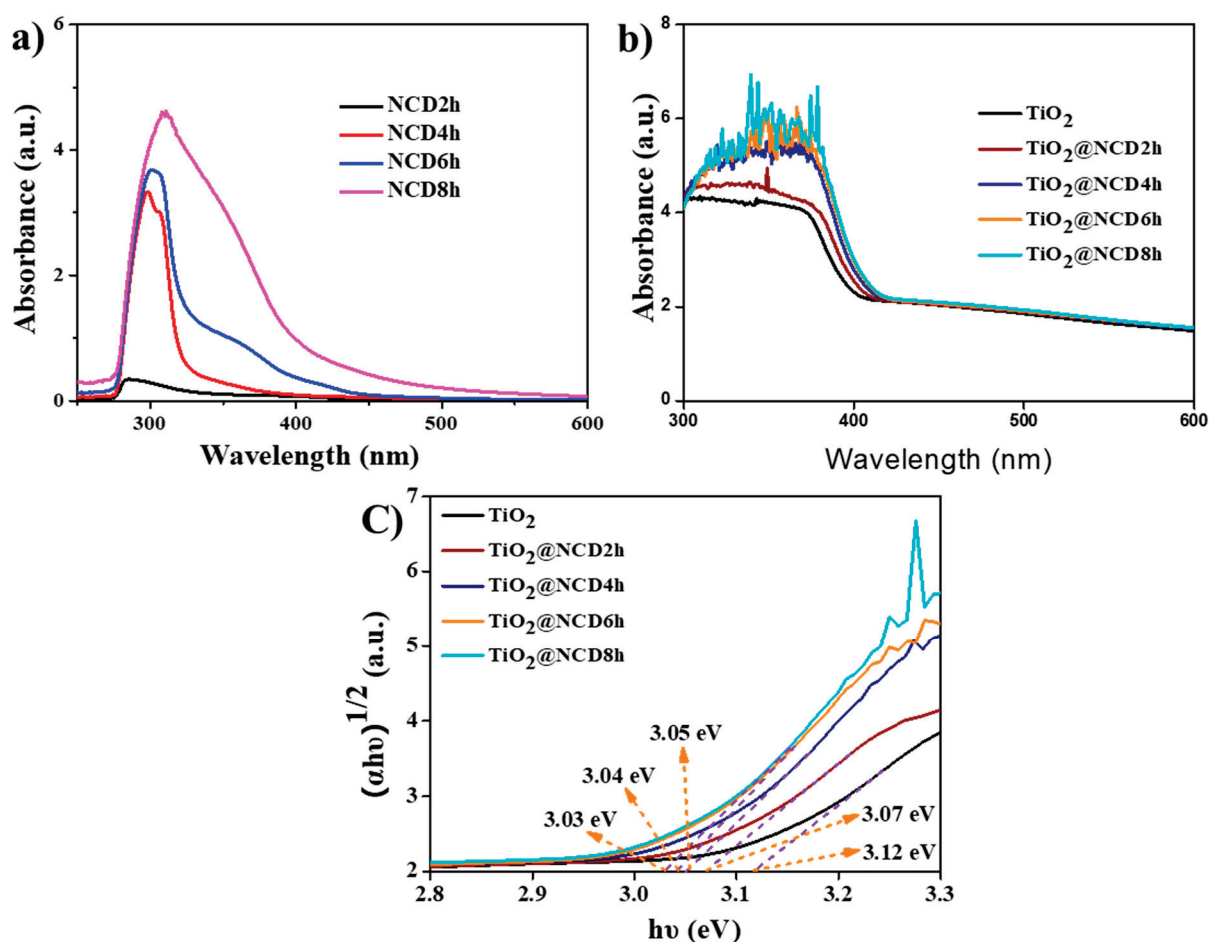 a)
6
4
2
0
Absorbance (a.u.)
NCD2h
NCD4h
NCD6h
NCD8h
300
400
500
600
Wavelength (nm)
b)
8
6
4
2
0
Absorbance (a.u.)
TiO2
TiO2@NCD2h
TiO2@NCD4h
TiO2@NCD6h
TiO2@NCD8h
300
400
500
600
Wavelength (nm)
C)
7
6
5
4
3
2
(αhυ)1/2 (a.u.)
TiO2
TiO2@NCD2h
TiO2@NCD4h
TiO2@NCD6h
TiO2@NCD8h
3.05 eV
3.04 eV
3.03 eV
3.07 eV
3.12 eV
2.8
2.9
3.0
3.1
3.2
3.3
hυ (eV)